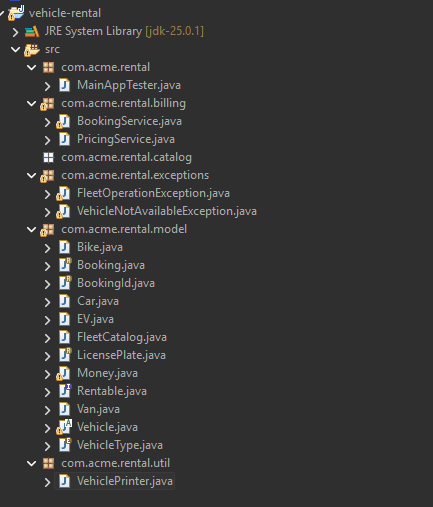 vehicle-rental
JRE System Library [jdk-25.0.1]
src
com.acme.rental
MainAppTester.java
com.acme.rental.billing
BookingService.java
PricingService.java
com.acme.rental.catalog
com.acme.rental.exceptions
FleetOperationException.java
VehicleNotAvailableException.java
com.acme.rental.model
Bike.java
Booking.java
BookingId.java
Car.java
EV.java
FleetCatalog.java
LicensePlate.java
Money.java
Rentable.java
Van.java
Vehicle.java
VehicleType.java
com.acme.rental.util
VehiclePrinter.java